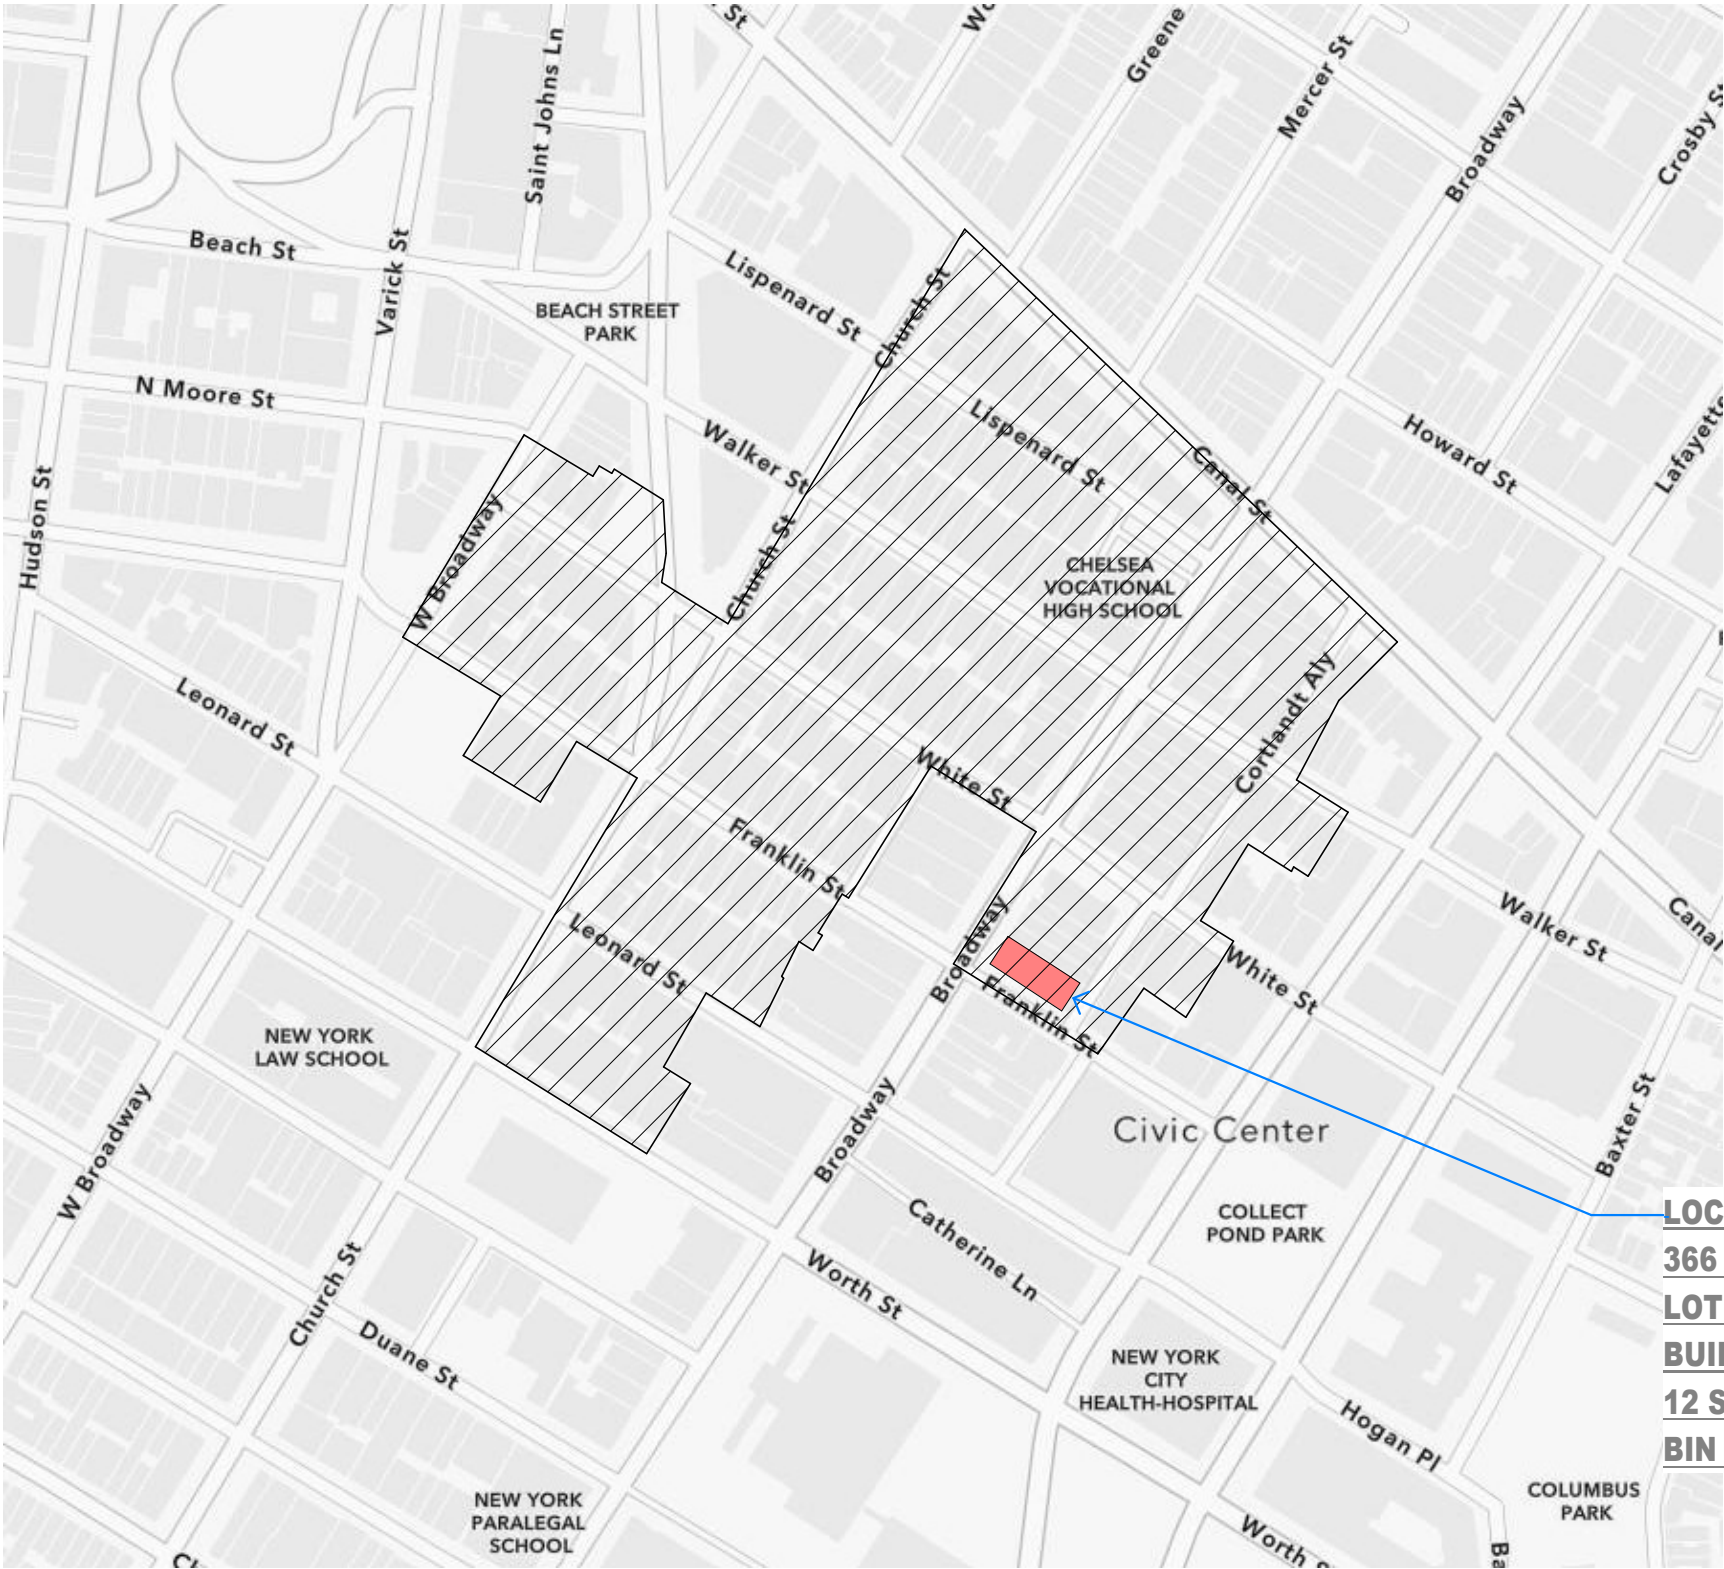 St
Greene
Mercer St
Broadway
Crosby St
Saint Johns Ln
Beach St
Varick St
BEACH STREET
PARK
Lispenard St
Church St
N Moore St
Walker St
Lispenard St
Canal St
Howard St
Lafayette
Hudson St
W Broadway
Church St
CHELSEA
VOCATIONAL
HIGH SCHOOL
Cortlandt Aly
Leonard St
White St
Franklin St
Walker St
Canal
Leonard St
Broadway
Franklin St
White St
NEW YORK
LAW SCHOOL
W Broadway
Broadway
Civic Center
Baxter St
COLLECT
POND PARK
Catherine Ln
LOC
366
LOT
12 S
BIN
Worth St
Church St
Duane St
NEW YORK
CITY
HEALTH-HOSPITAL
Hogan Pl
COLUMBUS
PARK
NEW YORK
PARALEGAL
SCHOOL
Worth